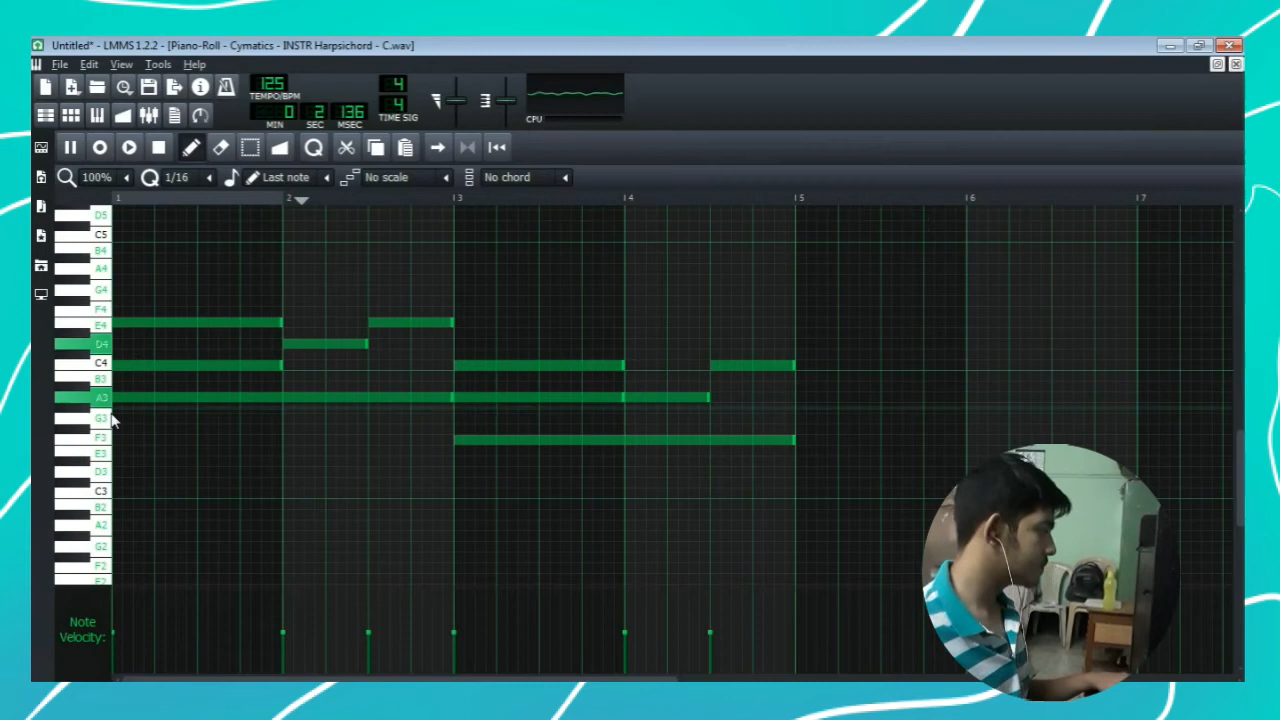 Untitled* - LMMS 1.2.2 - [Piano-Roll - Cymatics - INSTR Harpsichord - C.wav]
File Edit View Tools Help
125
TEMPO/BPM
0 2 136
MIN SEC MSEC
4
4
TIME SIG
CPU
100% 1/16 Last note No scale No chord
1 2 3 4 5 6 7
D5
C5
B4
A4
G4
F4
E4
D4
C4
B3
A3
G3
F3
E3
D3
C3
B2
A2
G2
F2
E2
Note
Velocity: